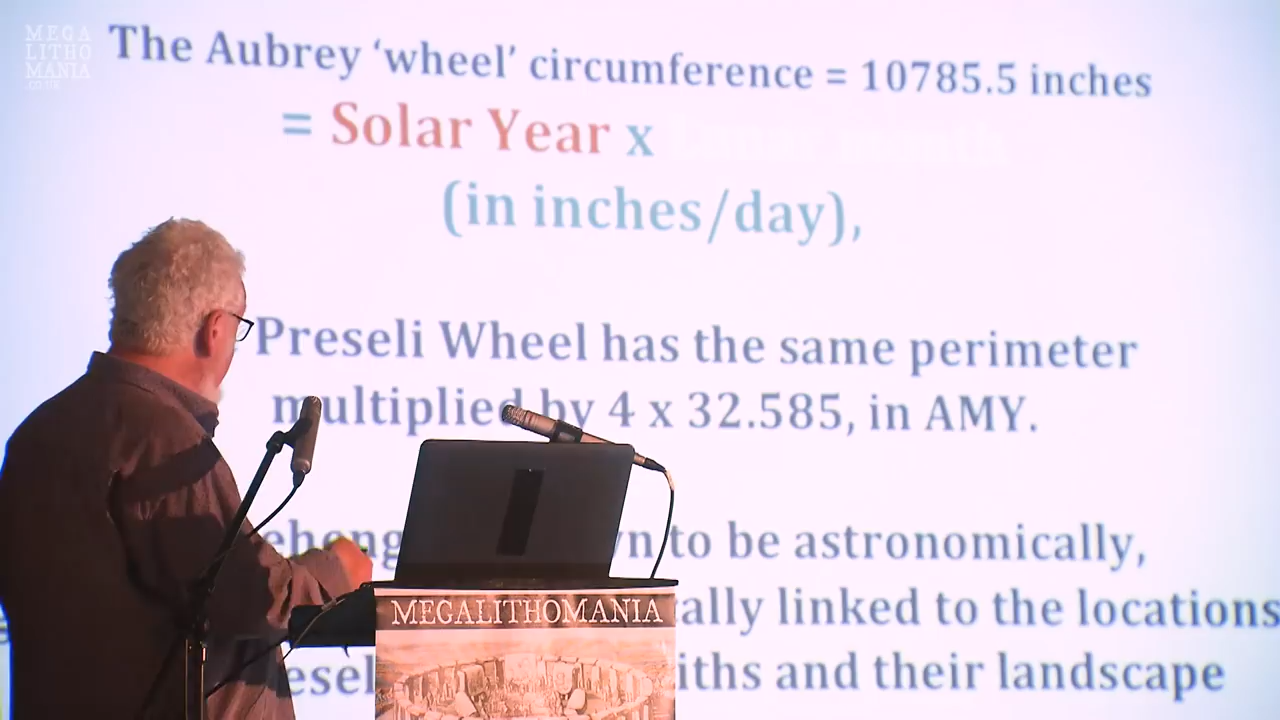 MEGA
LITHO
MANIA
.CO.UK
The Aubrey ‘wheel’ circumference = 10785.5 inches
= Solar Year x
(in inches/day),
Preseli Wheel has the same perimeter
multiplied by 4 x 32.585, in AMY.
to be astronomically,
linked to the locations
and their landscape
MEGALITHOMANIA